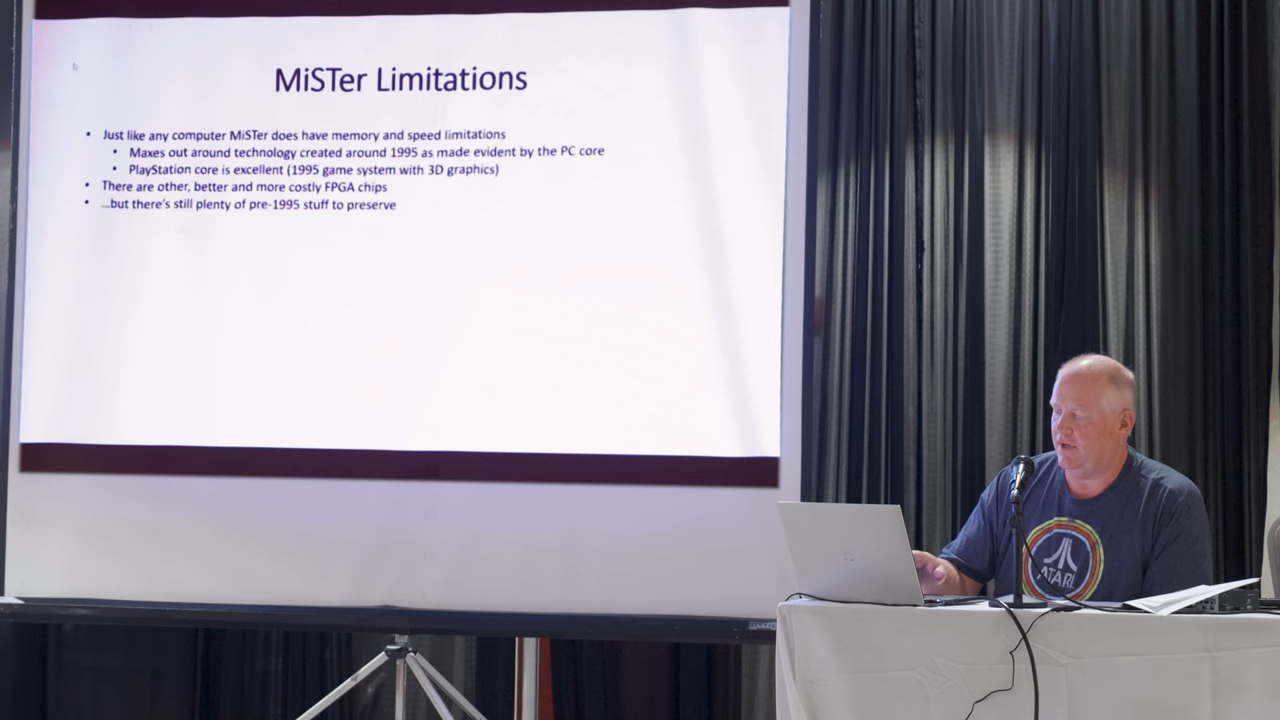 MiSTer Limitations
• Just like any computer MiSTer does have memory and speed limitations
• Maxes out around technology created around 1995 as made evident by the PC core
• PlayStation core is excellent (1995 game system with 3D graphics)
• There are other, better and more costly FPGA chips
• ...but there's still plenty of pre-1995 stuff to preserve
ATARI